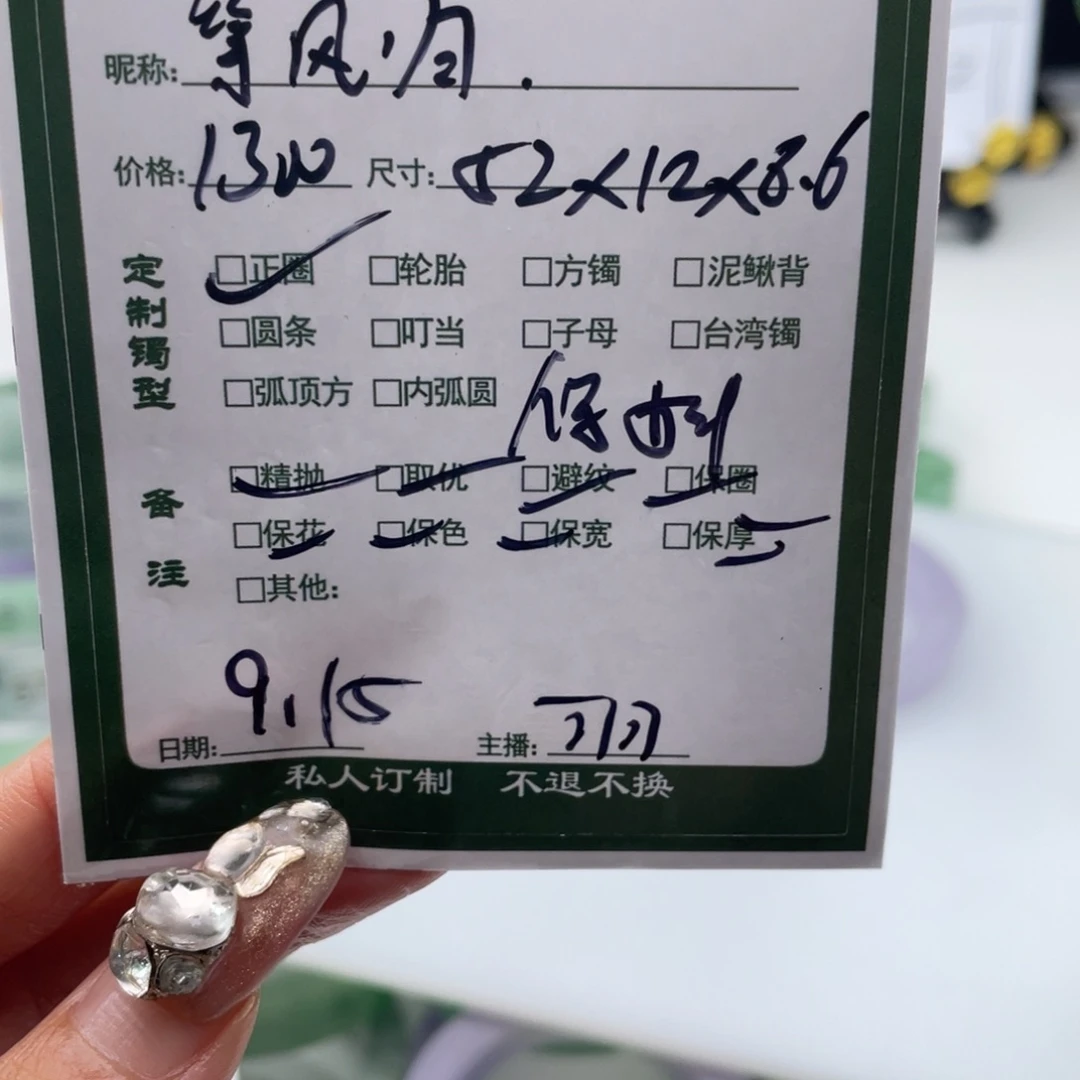 昵称: 等风
价格: 1300 尺寸: 52×12×8.6
定制镯型
□正圈 □轮胎 □方镯 □泥鳅背
□圆条 □叮当 □子母 □台湾镯
□弧顶方 □内弧圆
备注
□精抛 □取优 □避纹 □保圈
□保花 □保色 □保宽 □保厚
□其他:
日期: 9.15 主播:
私人订制 不退不换